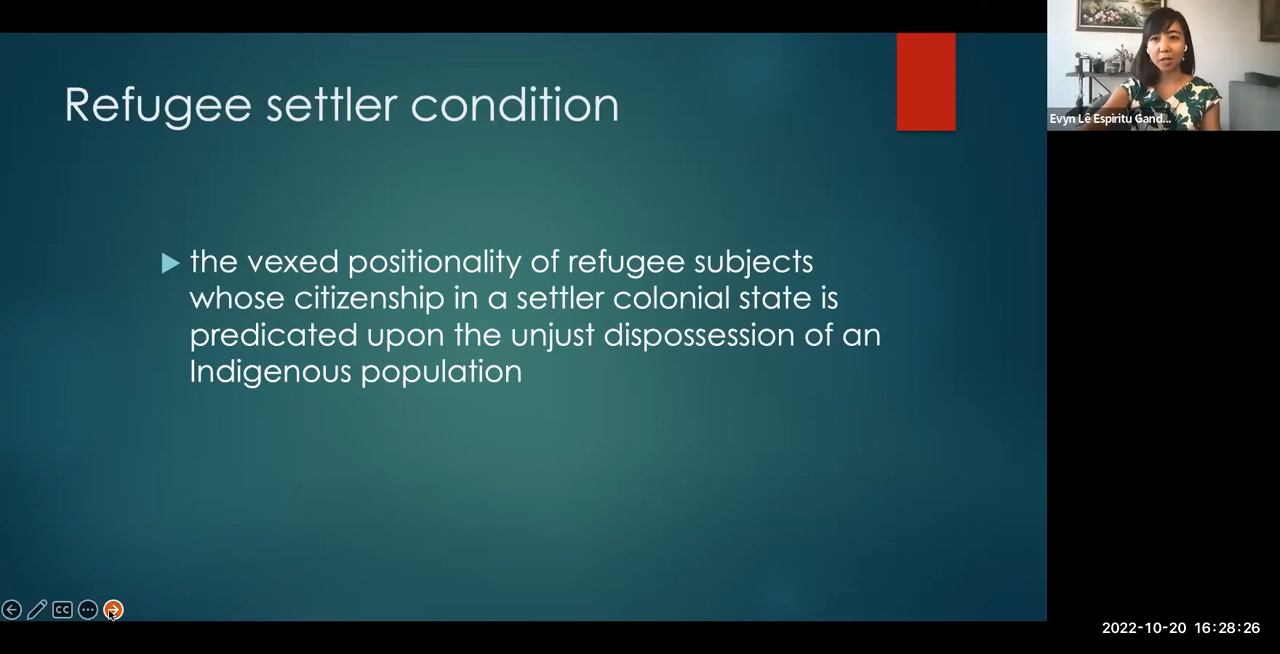 Refugee settler condition
the vexed positionality of refugee subjects
whose citizenship in a settler colonial state is
predicated upon the unjust dispossession of an
Indigenous population
Evyn Lê Espiritu Gand...
CC
2022-10-20 16:28:26